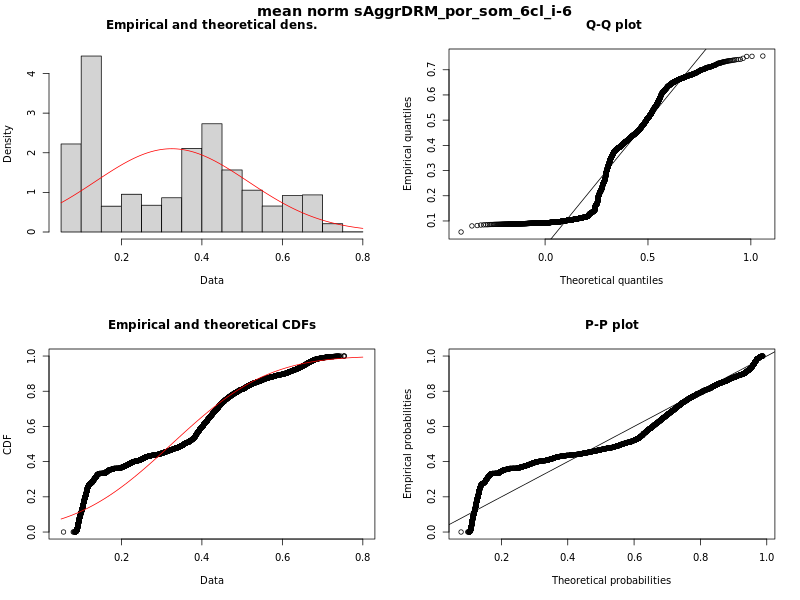 mean norm sAggrDRM_por_som_6cl_i-6
Empirical and theoretical dens.
Density
0 1 2 3 4
0.2 0.4 0.6 0.8
Data
Q-Q plot
Empirical quantiles
0.1 0.2 0.3 0.4 0.5 0.6 0.7
0.0 0.5 1.0
Theoretical quantiles
Empirical and theoretical CDFs
CDF
0.0 0.2 0.4 0.6 0.8 1.0
0.2 0.4 0.6 0.8
Data
P-P plot
Empirical probabilities
0.0 0.2 0.4 0.6 0.8 1.0
0.2 0.4 0.6 0.8 1.0
Theoretical probabilities